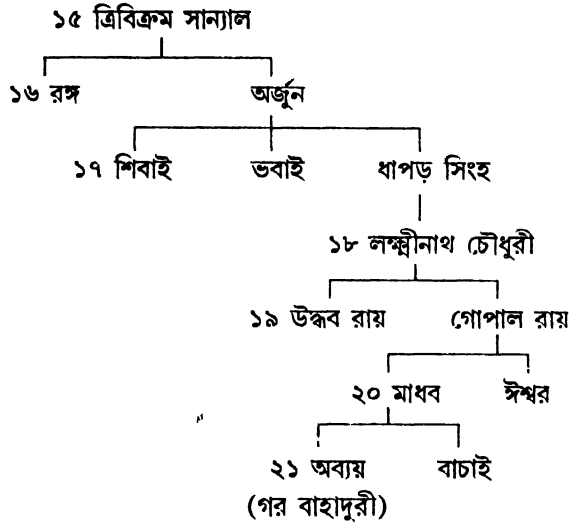 ১৫ ত্রিবিক্রম সান্যাল
১৬ রঙ্গ অর্জুন
১৭ শিবাই ভবাই ধাপড় সিংহ
১৮ লক্ষ্মীনাথ চৌধুরী
১৯ উদ্ধব রায় গোপাল রায়
২০ মাধব ঈশ্বর
২১ অব্যয় বাচাই
(গর বাহাদুরী)